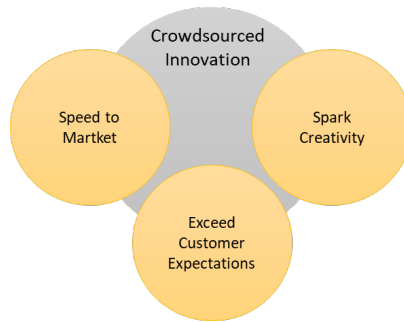 Crowdsourced
Innovation
Speed to
Martket
Spark
Creativity
Exceed
Customer
Expectations